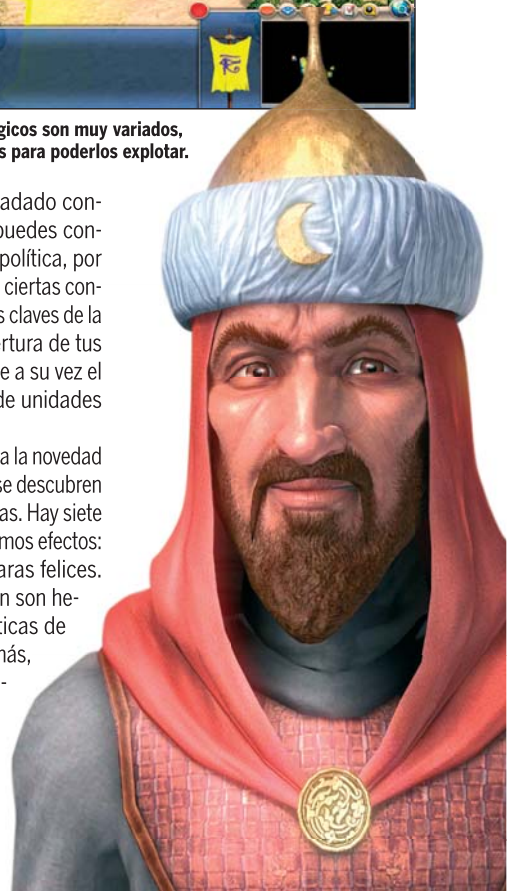 gicos son muy variados,
s para poderlos explotar.
adado con-
puedes con-
política, por
ciertas con-
s claves de la
ertura de tus
e a su vez el
de unidades
a la novedad
se descubren
as. Hay siete
mos efectos:
aras felices.
n son he-
ticas de
más,
-